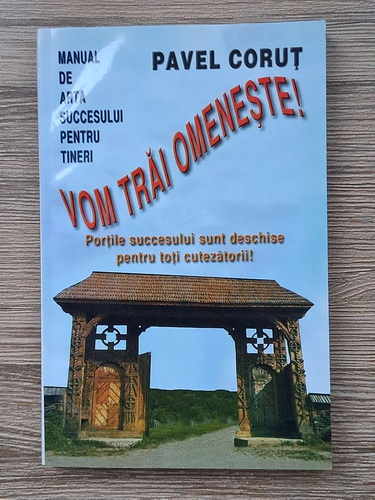 PAVEL CORUȚ
MANUAL
DE
ARTA
SUCCESULUI
PENTRU
TINERI
VOM TRĂI OMENEȘTE!
Porțile succesului sunt deschise
pentru toți cutezătorii!